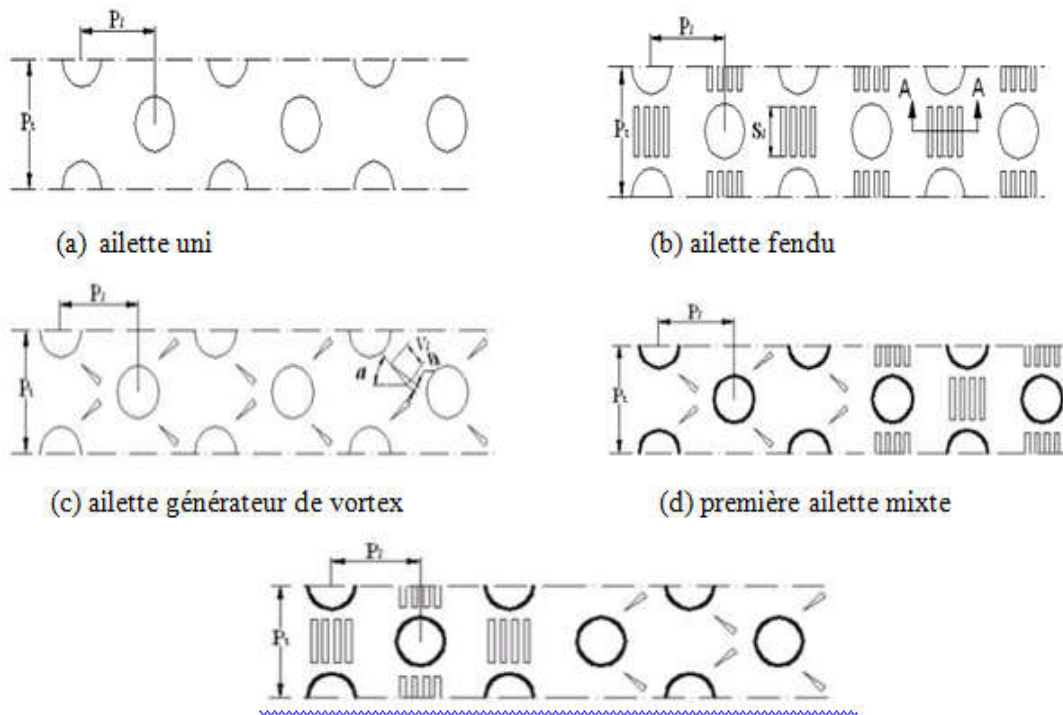 Pl
Pt
(a) ailette uni
Pl
Pt
Sl
A A
(b) ailette fendu
Pl
Pt
a
Vl
h
(c) ailette générateur de vortex
Pl
Pt
(d) première ailette mixte
Pl
Pt